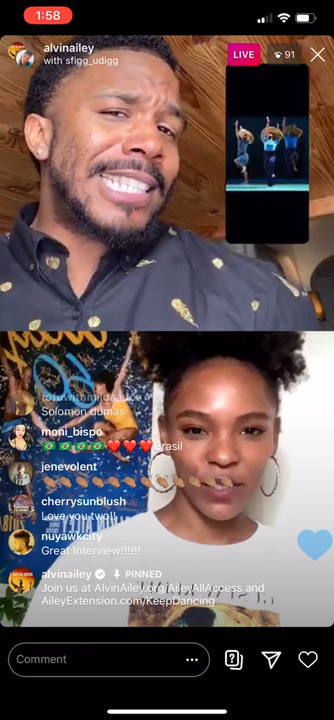 1:58
alvinailey
with sfigg_udigg
LIVE
91
Solomon dumas
moni_bispo
Brasil
jenevolent
cherrysunblush
Love you two!!
nuyawkcity
Great Interview!!!!!!
alvinailey PINNED
Join us at AlvinAiley.org/AileyAllAccess and
AileyExtension.com/KeepDancing
Comment